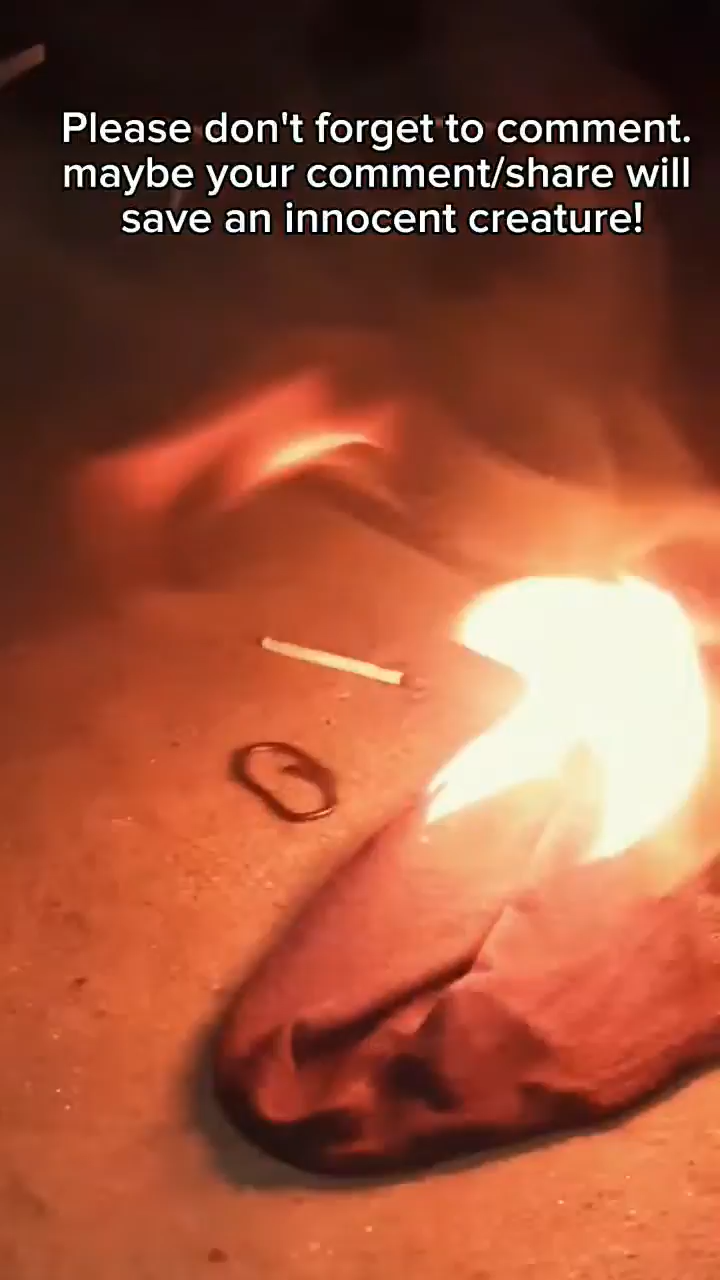 Please don't forget to comment.
maybe your comment/share will
save an innocent creature!